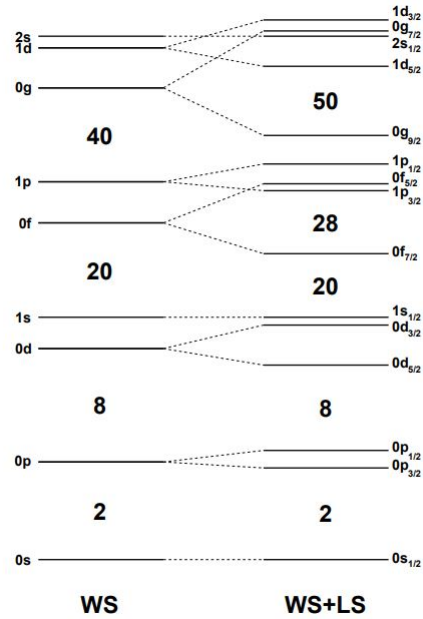 1d3/2
0g7/2
2s 2s1/2
1d
1d5/2
0g
50
40
0g9/2
1p1/2
1p 0f5/2
1p3/2
0f 28
0f7/2
20 20
1s 1s1/2
0d3/2
0d
0d5/2
8 8
0p1/2
0p 0p3/2
2 2
0s 0s1/2
WS WS+LS